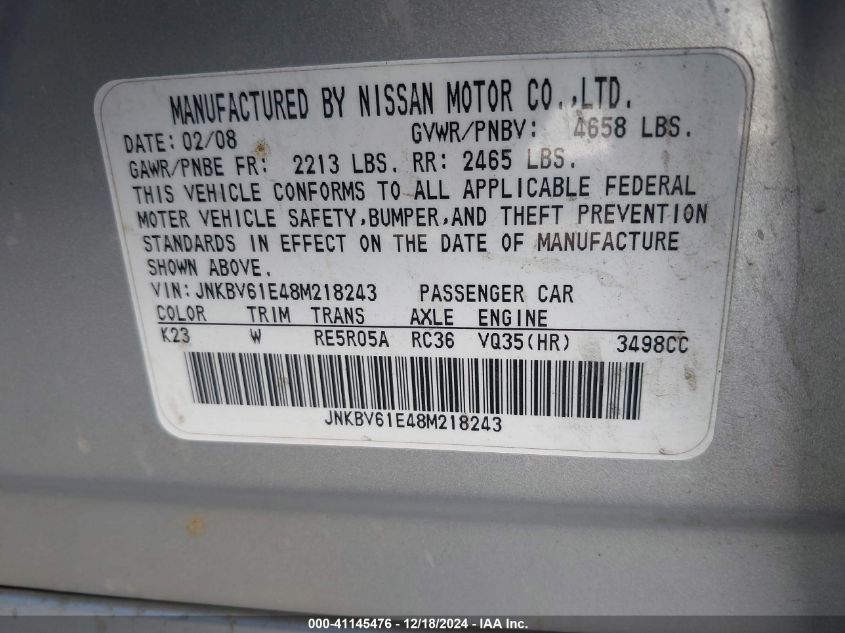 MANUFACTURED BY NISSAN MOTOR CO.,LTD.
DATE: 02/08 GVWR/PNBV: 4658 LBS.
GAWR/PNBE FR: 2213 LBS. RR: 2465 LBS.
THIS VEHICLE CONFORMS TO ALL APPLICABLE FEDERAL
MOTER VEHICLE SAFETY,BUMPER,AND THEFT PREVENTION
STANDARDS IN EFFECT ON THE DATE OF MANUFACTURE
SHOWN ABOVE.
VIN: JNKBV61E48M218243 PASSENGER CAR
COLOR TRIM TRANS AXLE ENGINE
K23 W RE5R05A RC36 VQ35(HR) 3498CC
JNKBV61E48M218243
000-41145476 – 12/18/2024 – IAA Inc.